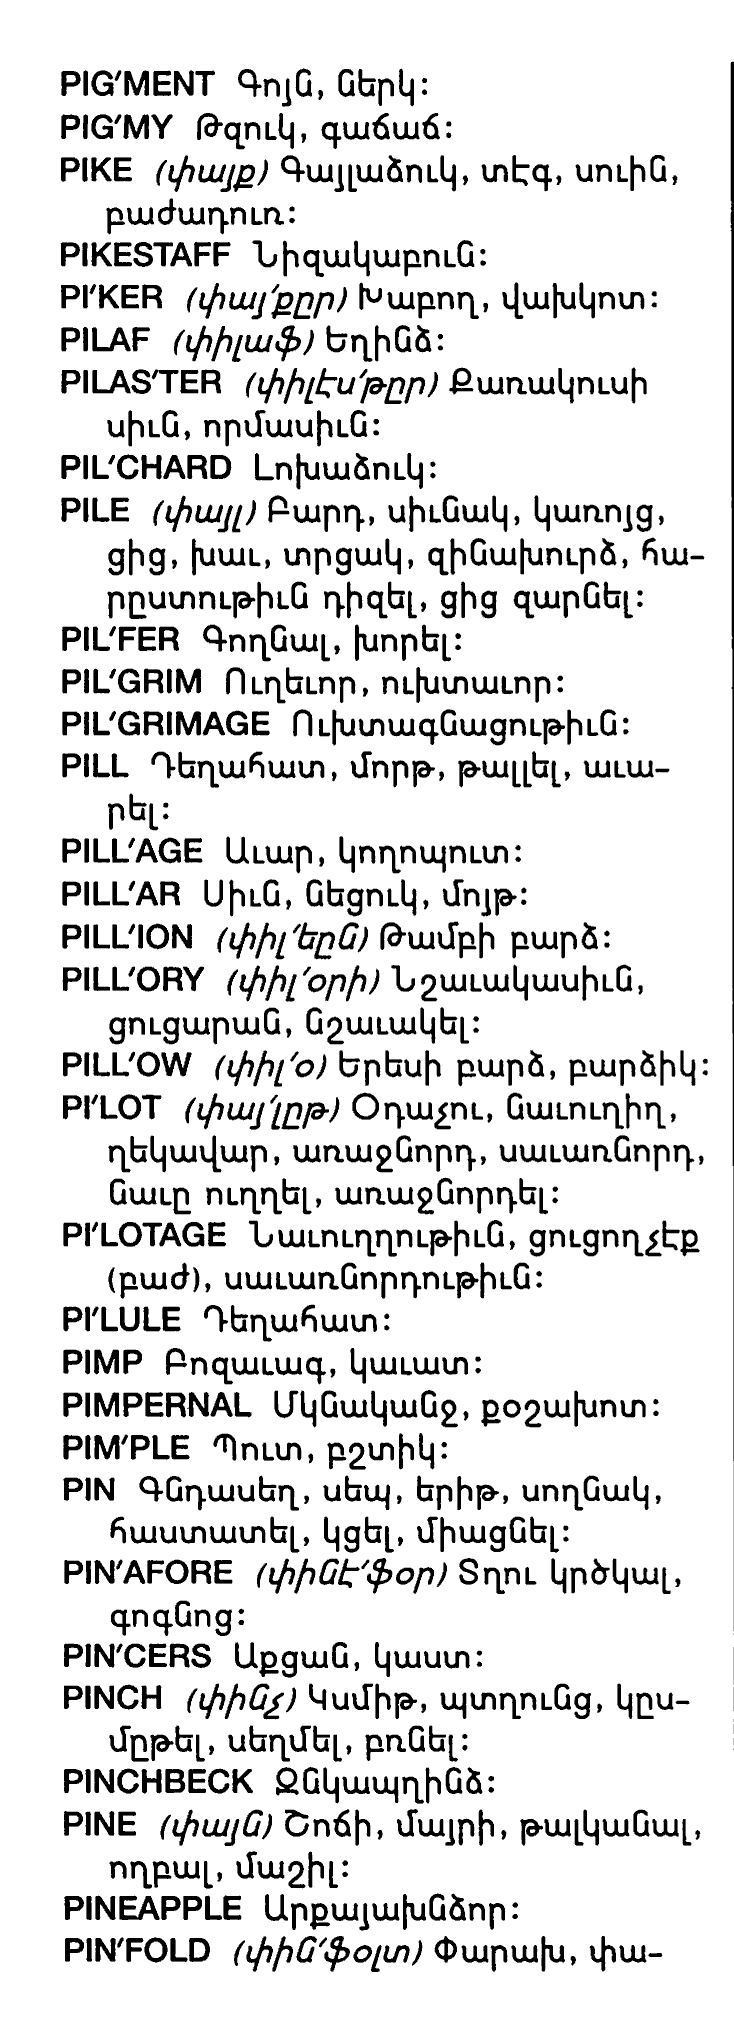 PIG′MENT Գոյն, ներկ։
PIG′MY Թզուկ, գաճաճ։
PIKE (փայք) Գայլաձուկ, տէգ, սուին,
բաժադուռ։
PIKESTAFF Նիզակաբուն։
PI′KER (փայ՛քըր) Խաբող, վախկոտ։
PILAF (փիլաֆ) Եղինձ։
PILAS′TER (փիլէս՛թըր) Քառակուսի
սիւն, որմասիւն։
PIL′CHARD Լոխաձուկ։
PILE (փայլ) Բարդ, սիւնակ, կառոյց,
ցից, խաւ, տրցակ, զինախուրձ, հա-
րըստութիւն դիզել, ցից զարնել։
PIL′FER Գողնալ, խորել։
PIL′GRIM Ուղեւոր, ուխտաւոր։
PIL′GRIMAGE Ուխտագնացութիւն։
PILL Դեղահատ, մորթ, թալլել, աւա-
րել։
PILL′AGE Աւար, կողոպուտ։
PILL′AR Սիւն, նեցուկ, մոյթ։
PILL′ION (փիլ՛եըն) Թամբի բարձ։
PILL′ORY (փիլ՛օրի) Նշաւակասիւն,
ցուցարան, նշաւակել։
PILL′OW (փիլ՛օ) Երեսի բարձ, բարձիկ։
PI′LOT (փայ՛լըթ) Օդաչու, նաւուղիղ,
ղեկավար, առաջնորդ, սաւառնորդ,
նաւը ուղղել, առաջնորդել։
PI′LOTAGE Նաւուղղութիւն, ցուցողչէք
(բաժ), սաւառնորդութիւն։
PI′LULE Դեղահատ։
PIMP Բոզաւագ, կաւատ։
PIMPERNAL Մկնականջ, քօշախոտ։
PIM′PLE Պուտ, բշտիկ։
PIN Գնդասեղ, սեպ, երիթ, սողնակ,
հաստատել, կցել, միացնել։
PIN′AFORE (փինէ՛ֆօր) Տղու կրծկալ,
գոգնոց։
PIN′CERS Աքցան, կաստ։
PINCH (փինչ) Կսմիթ, պտղունց, կըս-
մըթել, սեղմել, բռնել։
PINCHBECK Ջնկապղինձ։
PINE (փայն) Շոճի, մայրի, թալկանալ,
ողբալ, մաշիլ։
PINEAPPLE Արքայախնձոր։
PIN′FOLD (փին՛ֆօլտ) Փարախ, փա-